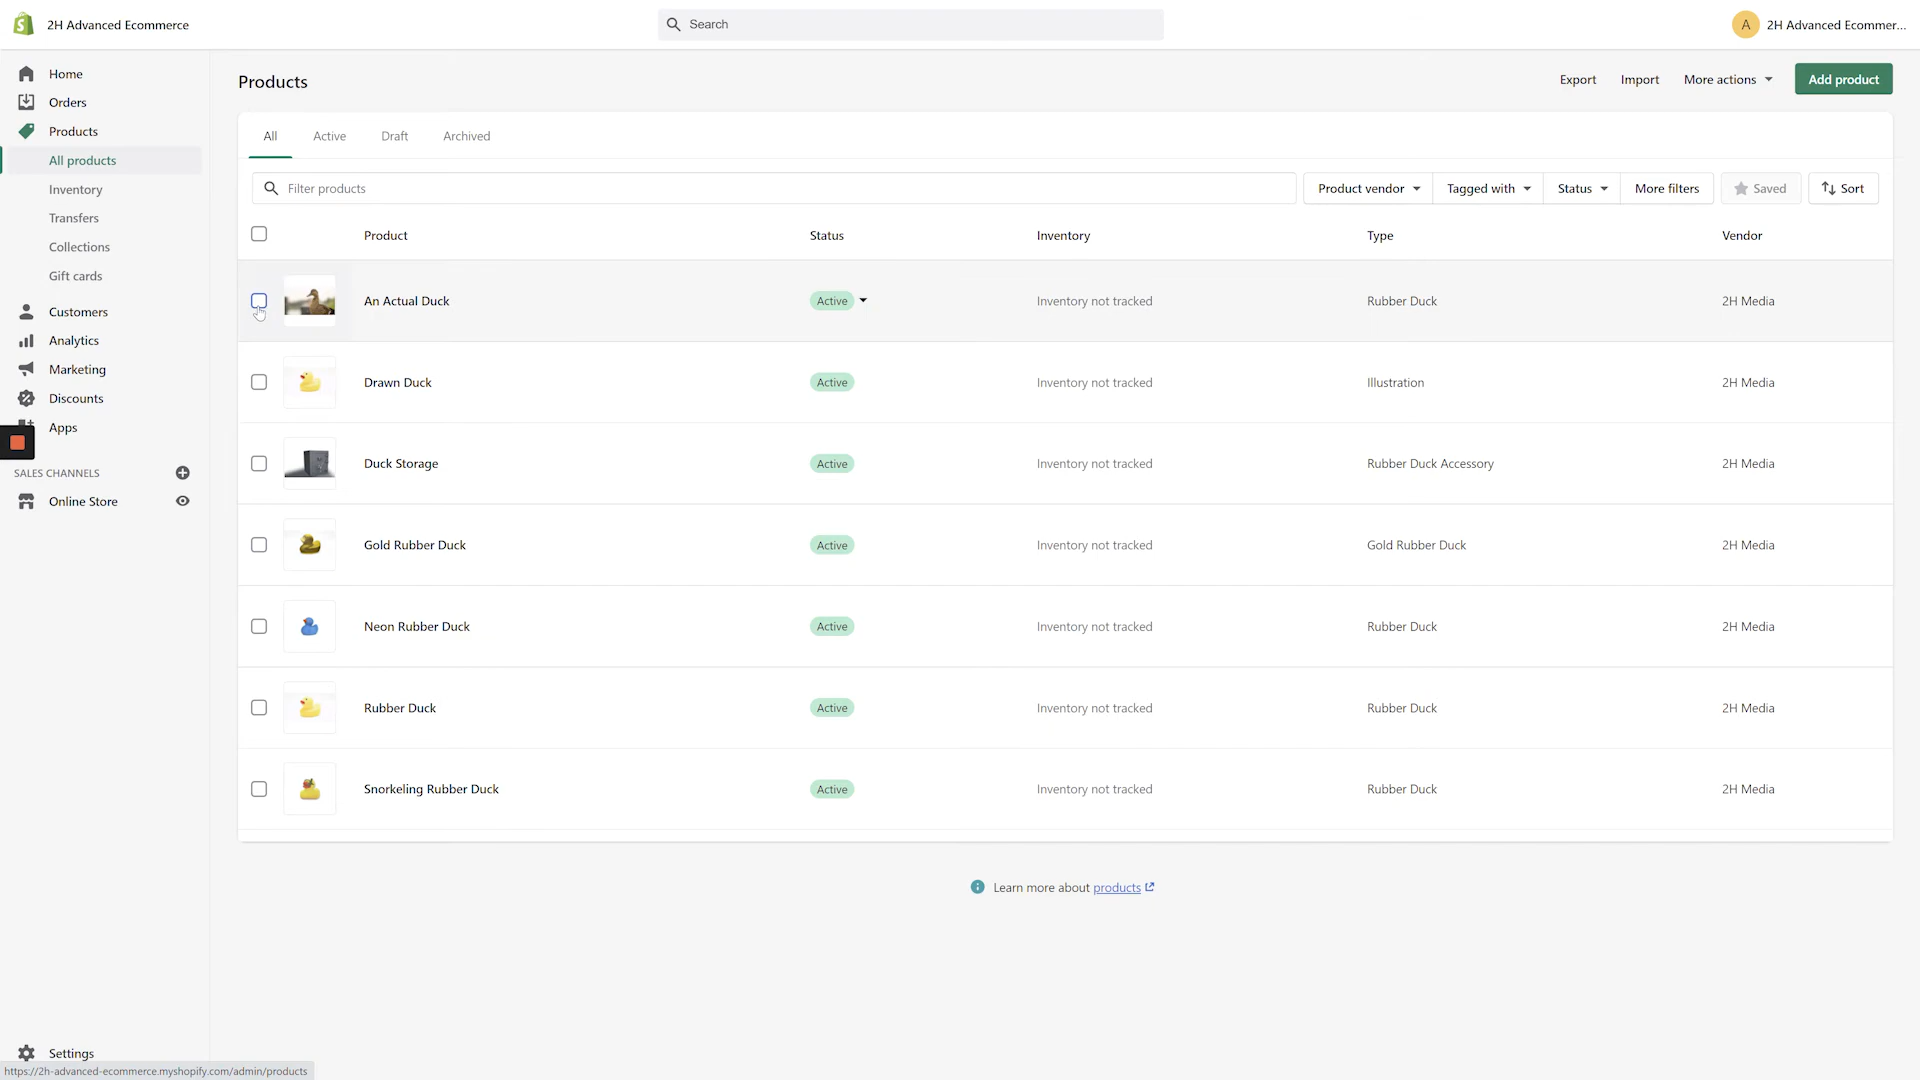 2H Advanced Ecommerce
Search
A
2H Advanced Ecommer...
Home
Orders
Products
All products
Inventory
Transfers
Collections
Gift cards
Customers
Analytics
Marketing
Discounts
Apps
SALES CHANNELS
Online Store
Settings
https://2h-advanced-ecommerce.myshopify.com/admin/products
Products
Export Import More actions Add product
All Active Draft Archived
Filter products Product vendor Tagged with Status More filters Saved Sort
Product Status Inventory Type Vendor
An Actual Duck Active Inventory not tracked Rubber Duck 2H Media
Drawn Duck Active Inventory not tracked Illustration 2H Media
Duck Storage Active Inventory not tracked Rubber Duck Accessory 2H Media
Gold Rubber Duck Active Inventory not tracked Gold Rubber Duck 2H Media
Neon Rubber Duck Active Inventory not tracked Rubber Duck 2H Media
Rubber Duck Active Inventory not tracked Rubber Duck 2H Media
Snorkeling Rubber Duck Active Inventory not tracked Rubber Duck 2H Media
Learn more about products